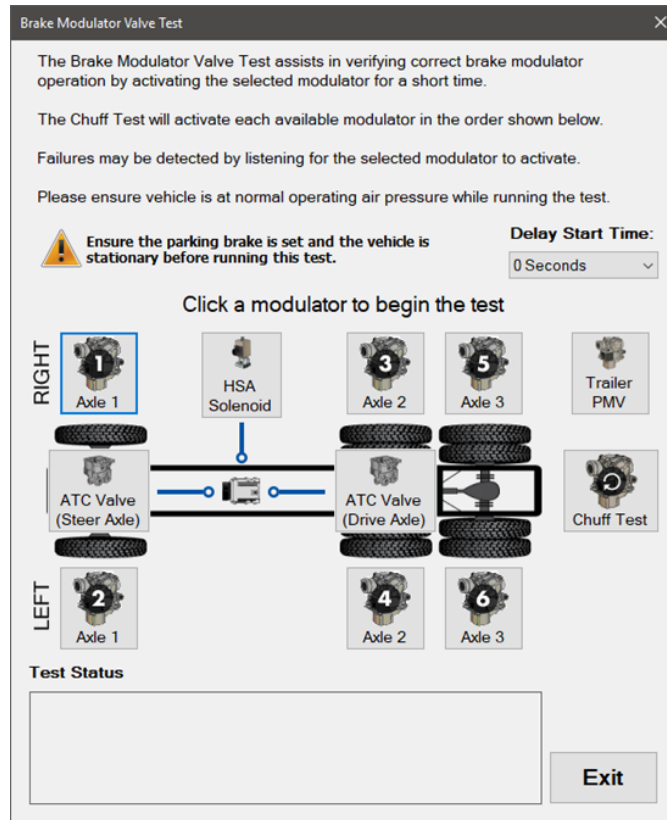 Brake Modulator Valve Test
The Brake Modulator Valve Test assists in verifying correct brake modulator
operation by activating the selected modulator for a short time.
The Chuff Test will activate each available modulator in the order shown below.
Failures may be detected by listening for the selected modulator to activate.
Please ensure vehicle is at normal operating air pressure while running the test.
Ensure the parking brake is set and the vehicle is
stationary before running this test.
Delay Start Time:
0 Seconds
Click a modulator to begin the test
RIGHT
1
Axle 1
HSA
Solenoid
3
Axle 2
5
Axle 3
Trailer
PMV
ATC Valve
(Steer Axle)
ATC Valve
(Drive Axle)
Chuff Test
LEFT
2
Axle 1
4
Axle 2
6
Axle 3
Test Status
Exit